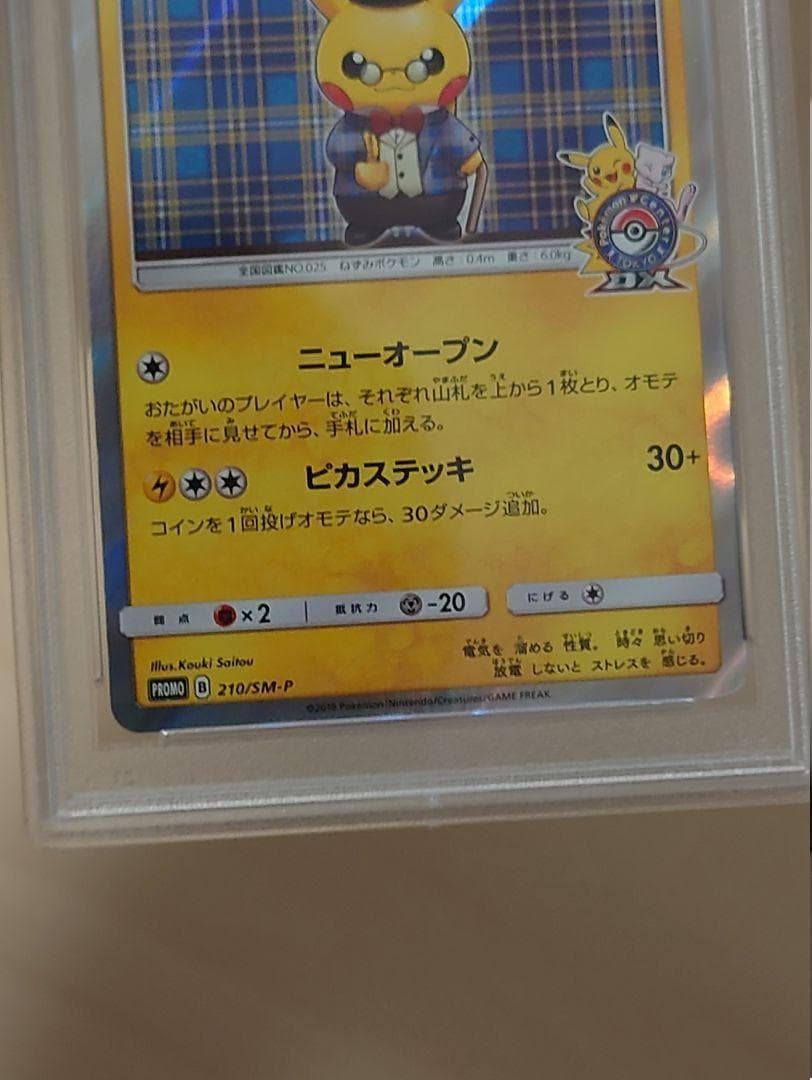 Pokémon Center
TOKYO
DX
全国図鑑NO.025 ねずみポケモン 高さ:0.4m 重さ:6.0kg
ニューオープン
おたがいのプレイヤーは、それぞれ山札を上から1枚とり、オモテ
を相手に見せてから、手札に加える。
ピカステッキ 30+
コインを1回投げオモテなら、30ダメージ追加。
弱点 ×2 抵抗力 -20 にげる
電気を 溜める 性質。 時々 思い切り
放電 しないと ストレスを 感じる。
Illus.Kouki Saitou
PROMO B 210/SM-P
©2018 Pokémon/Nintendo/Creatures/GAME FREAK